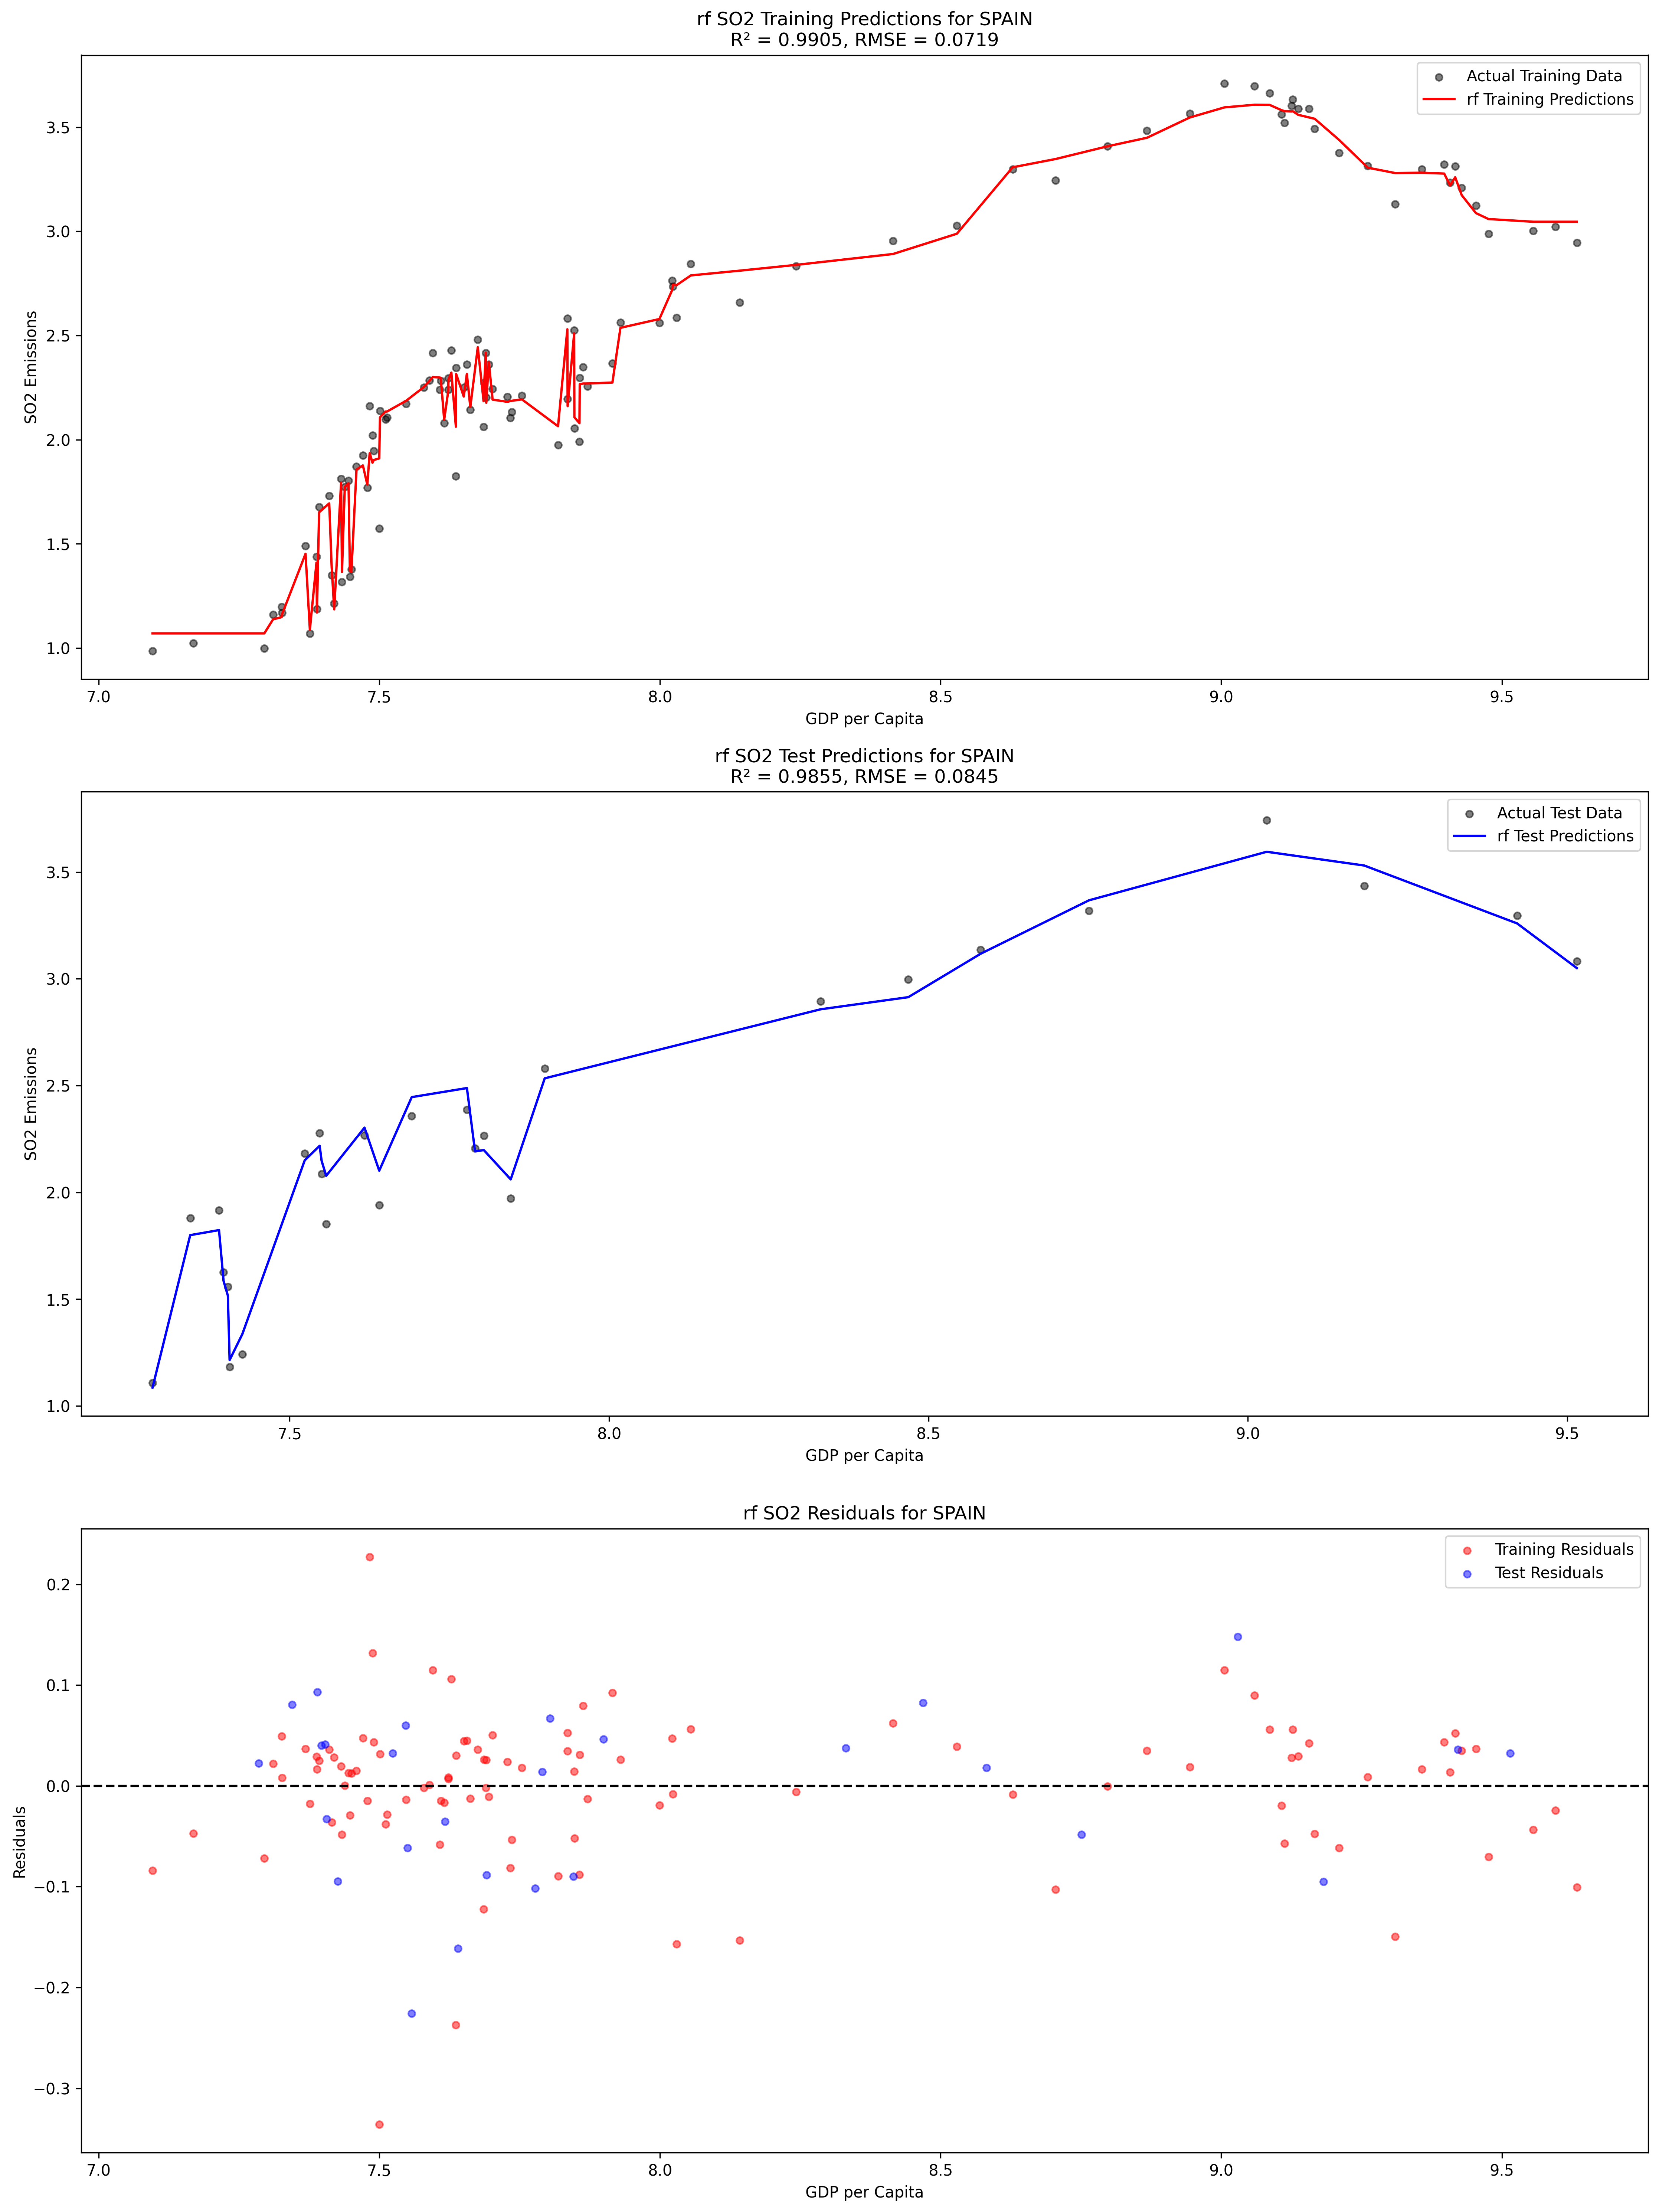 rf SO2 Training Predictions for SPAIN
R² = 0.9905, RMSE = 0.0719
Actual Training Data
rf Training Predictions
SO2 Emissions
3.5
3.0
2.5
2.0
1.5
1.0
7.0 7.5 8.0 8.5 9.0 9.5
GDP per Capita
rf SO2 Test Predictions for SPAIN
R² = 0.9855, RMSE = 0.0845
Actual Test Data
rf Test Predictions
SO2 Emissions
3.5
3.0
2.5
2.0
1.5
1.0
7.5 8.0 8.5 9.0 9.5
GDP per Capita
rf SO2 Residuals for SPAIN
Training Residuals
Test Residuals
Residuals
0.2
0.1
0.0
−0.1
−0.2
−0.3
7.0 7.5 8.0 8.5 9.0 9.5
GDP per Capita